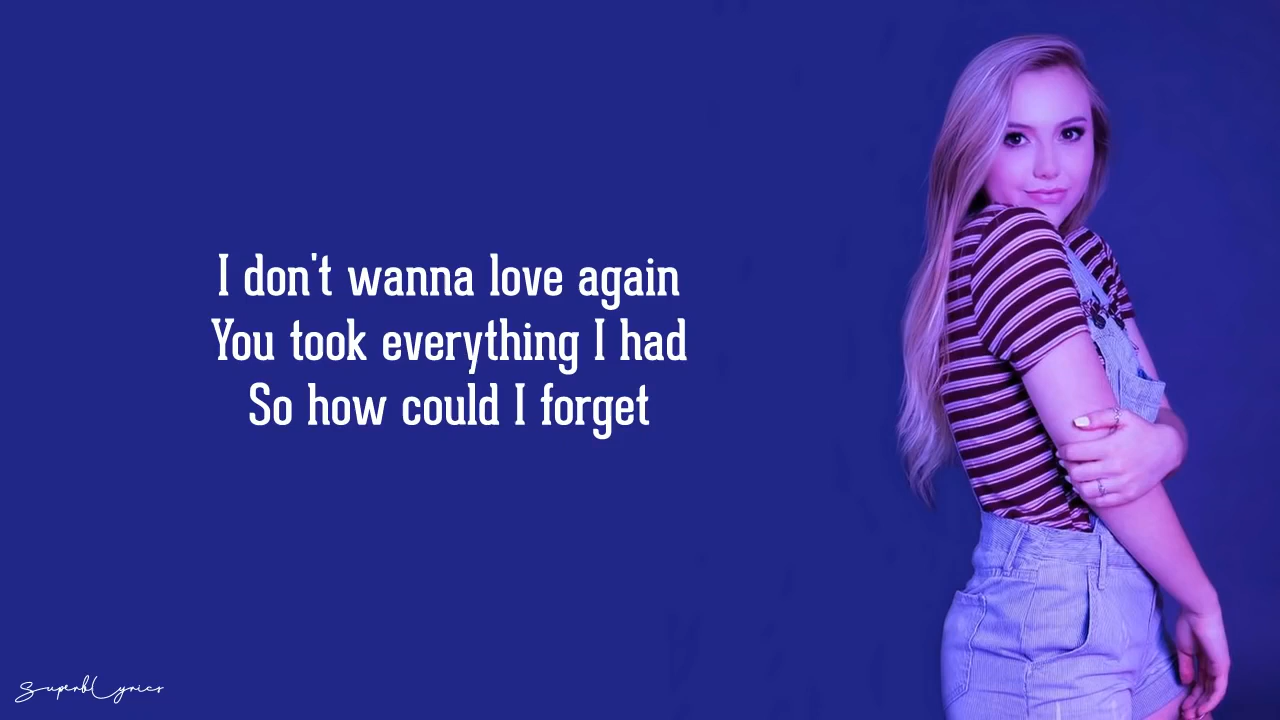 I don't wanna love again
You took everything I had
So how could I forget
SuperbLyrics